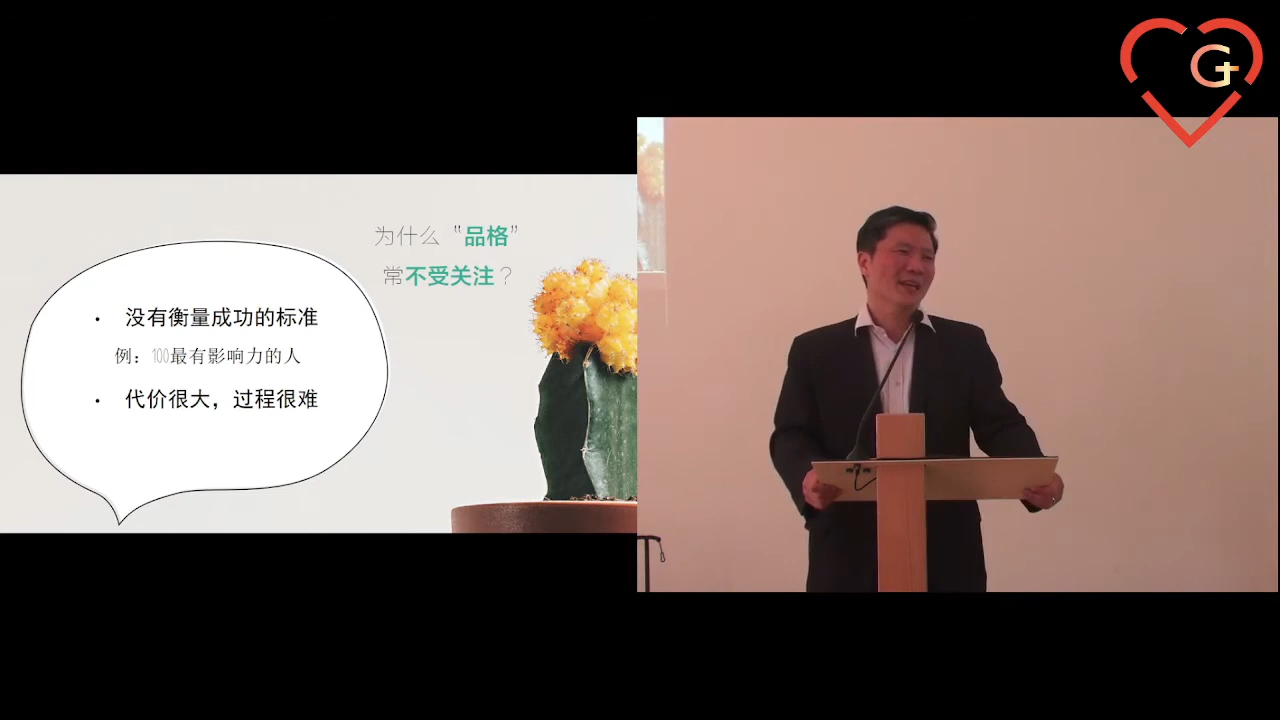 为什么“品格”
常不受关注？
• 没有衡量成功的标准
例：100最有影响力的人
• 代价很大，过程很难
G